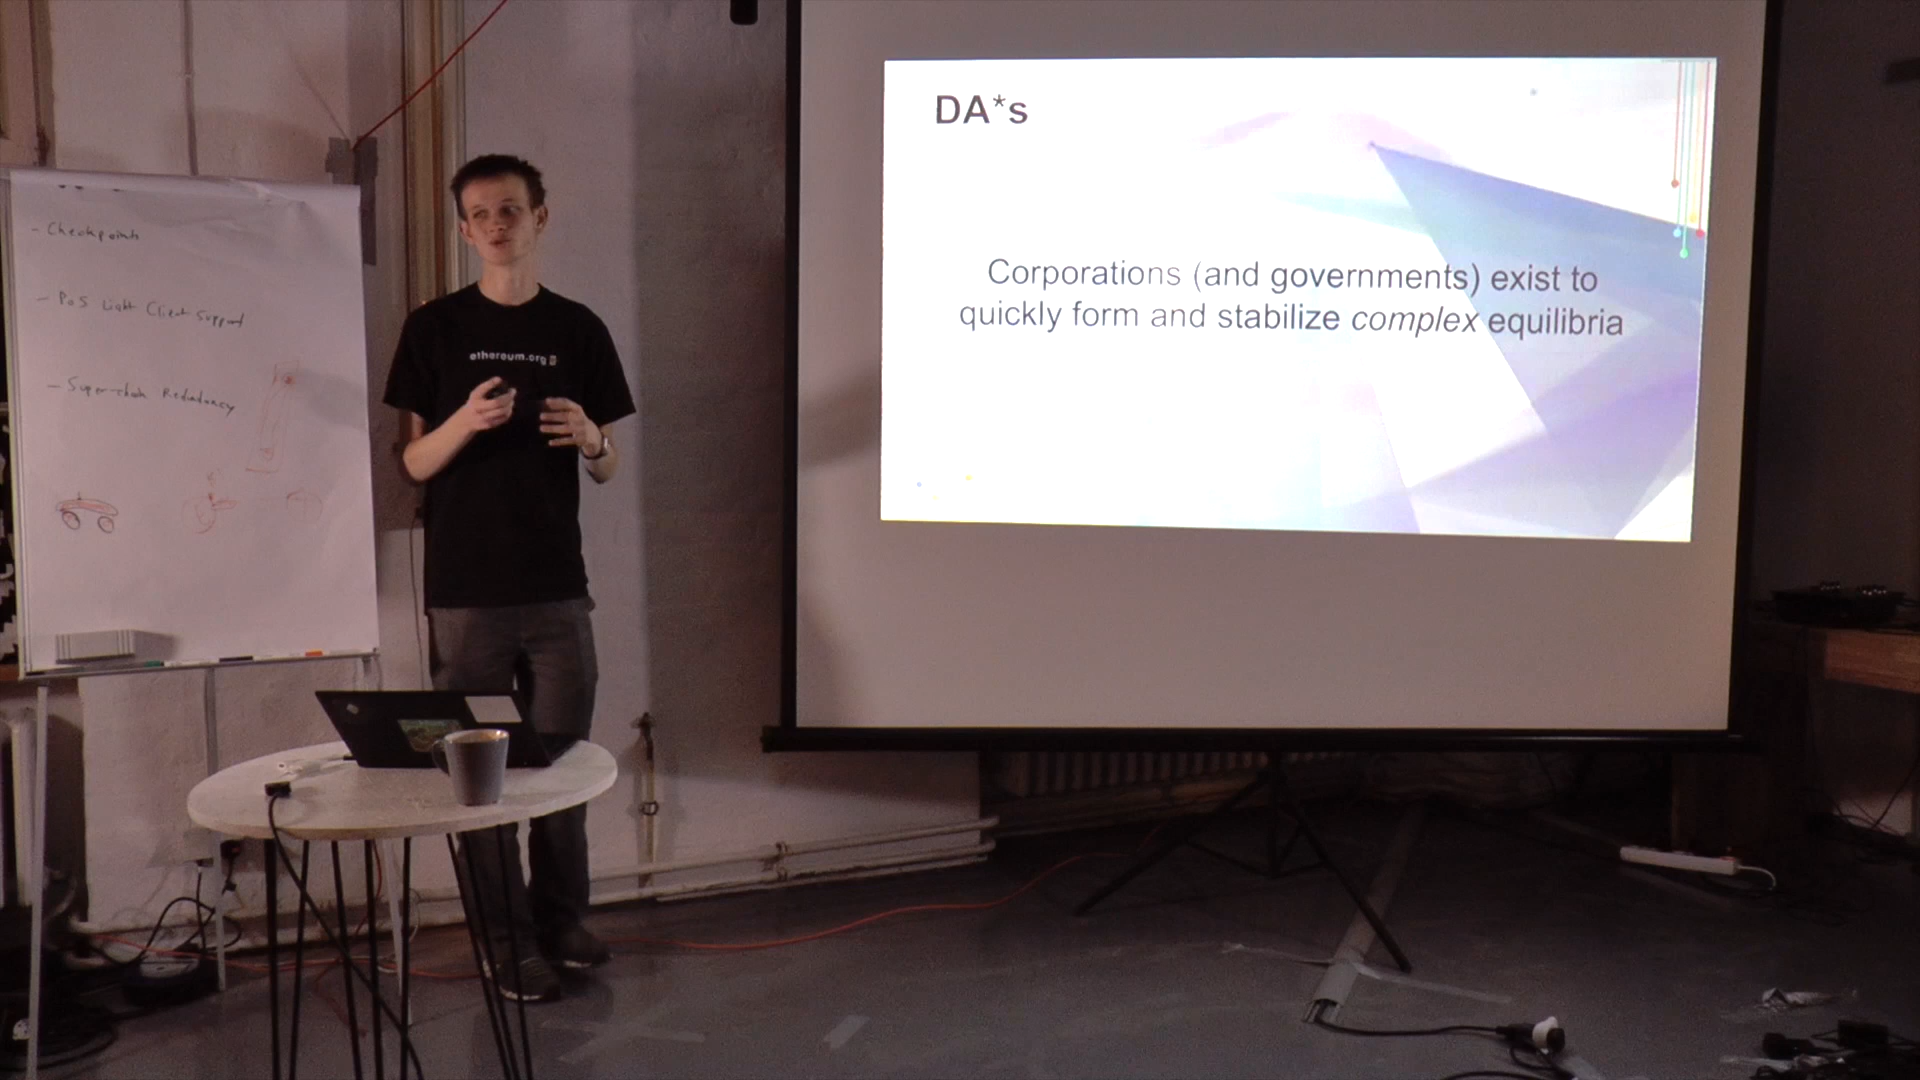 - Checkpoints
- PoS Light Client Support
- Super-chain Redundancy
ethereum.org
DA*s
Corporations (and governments) exist to
quickly form and stabilize complex equilibria